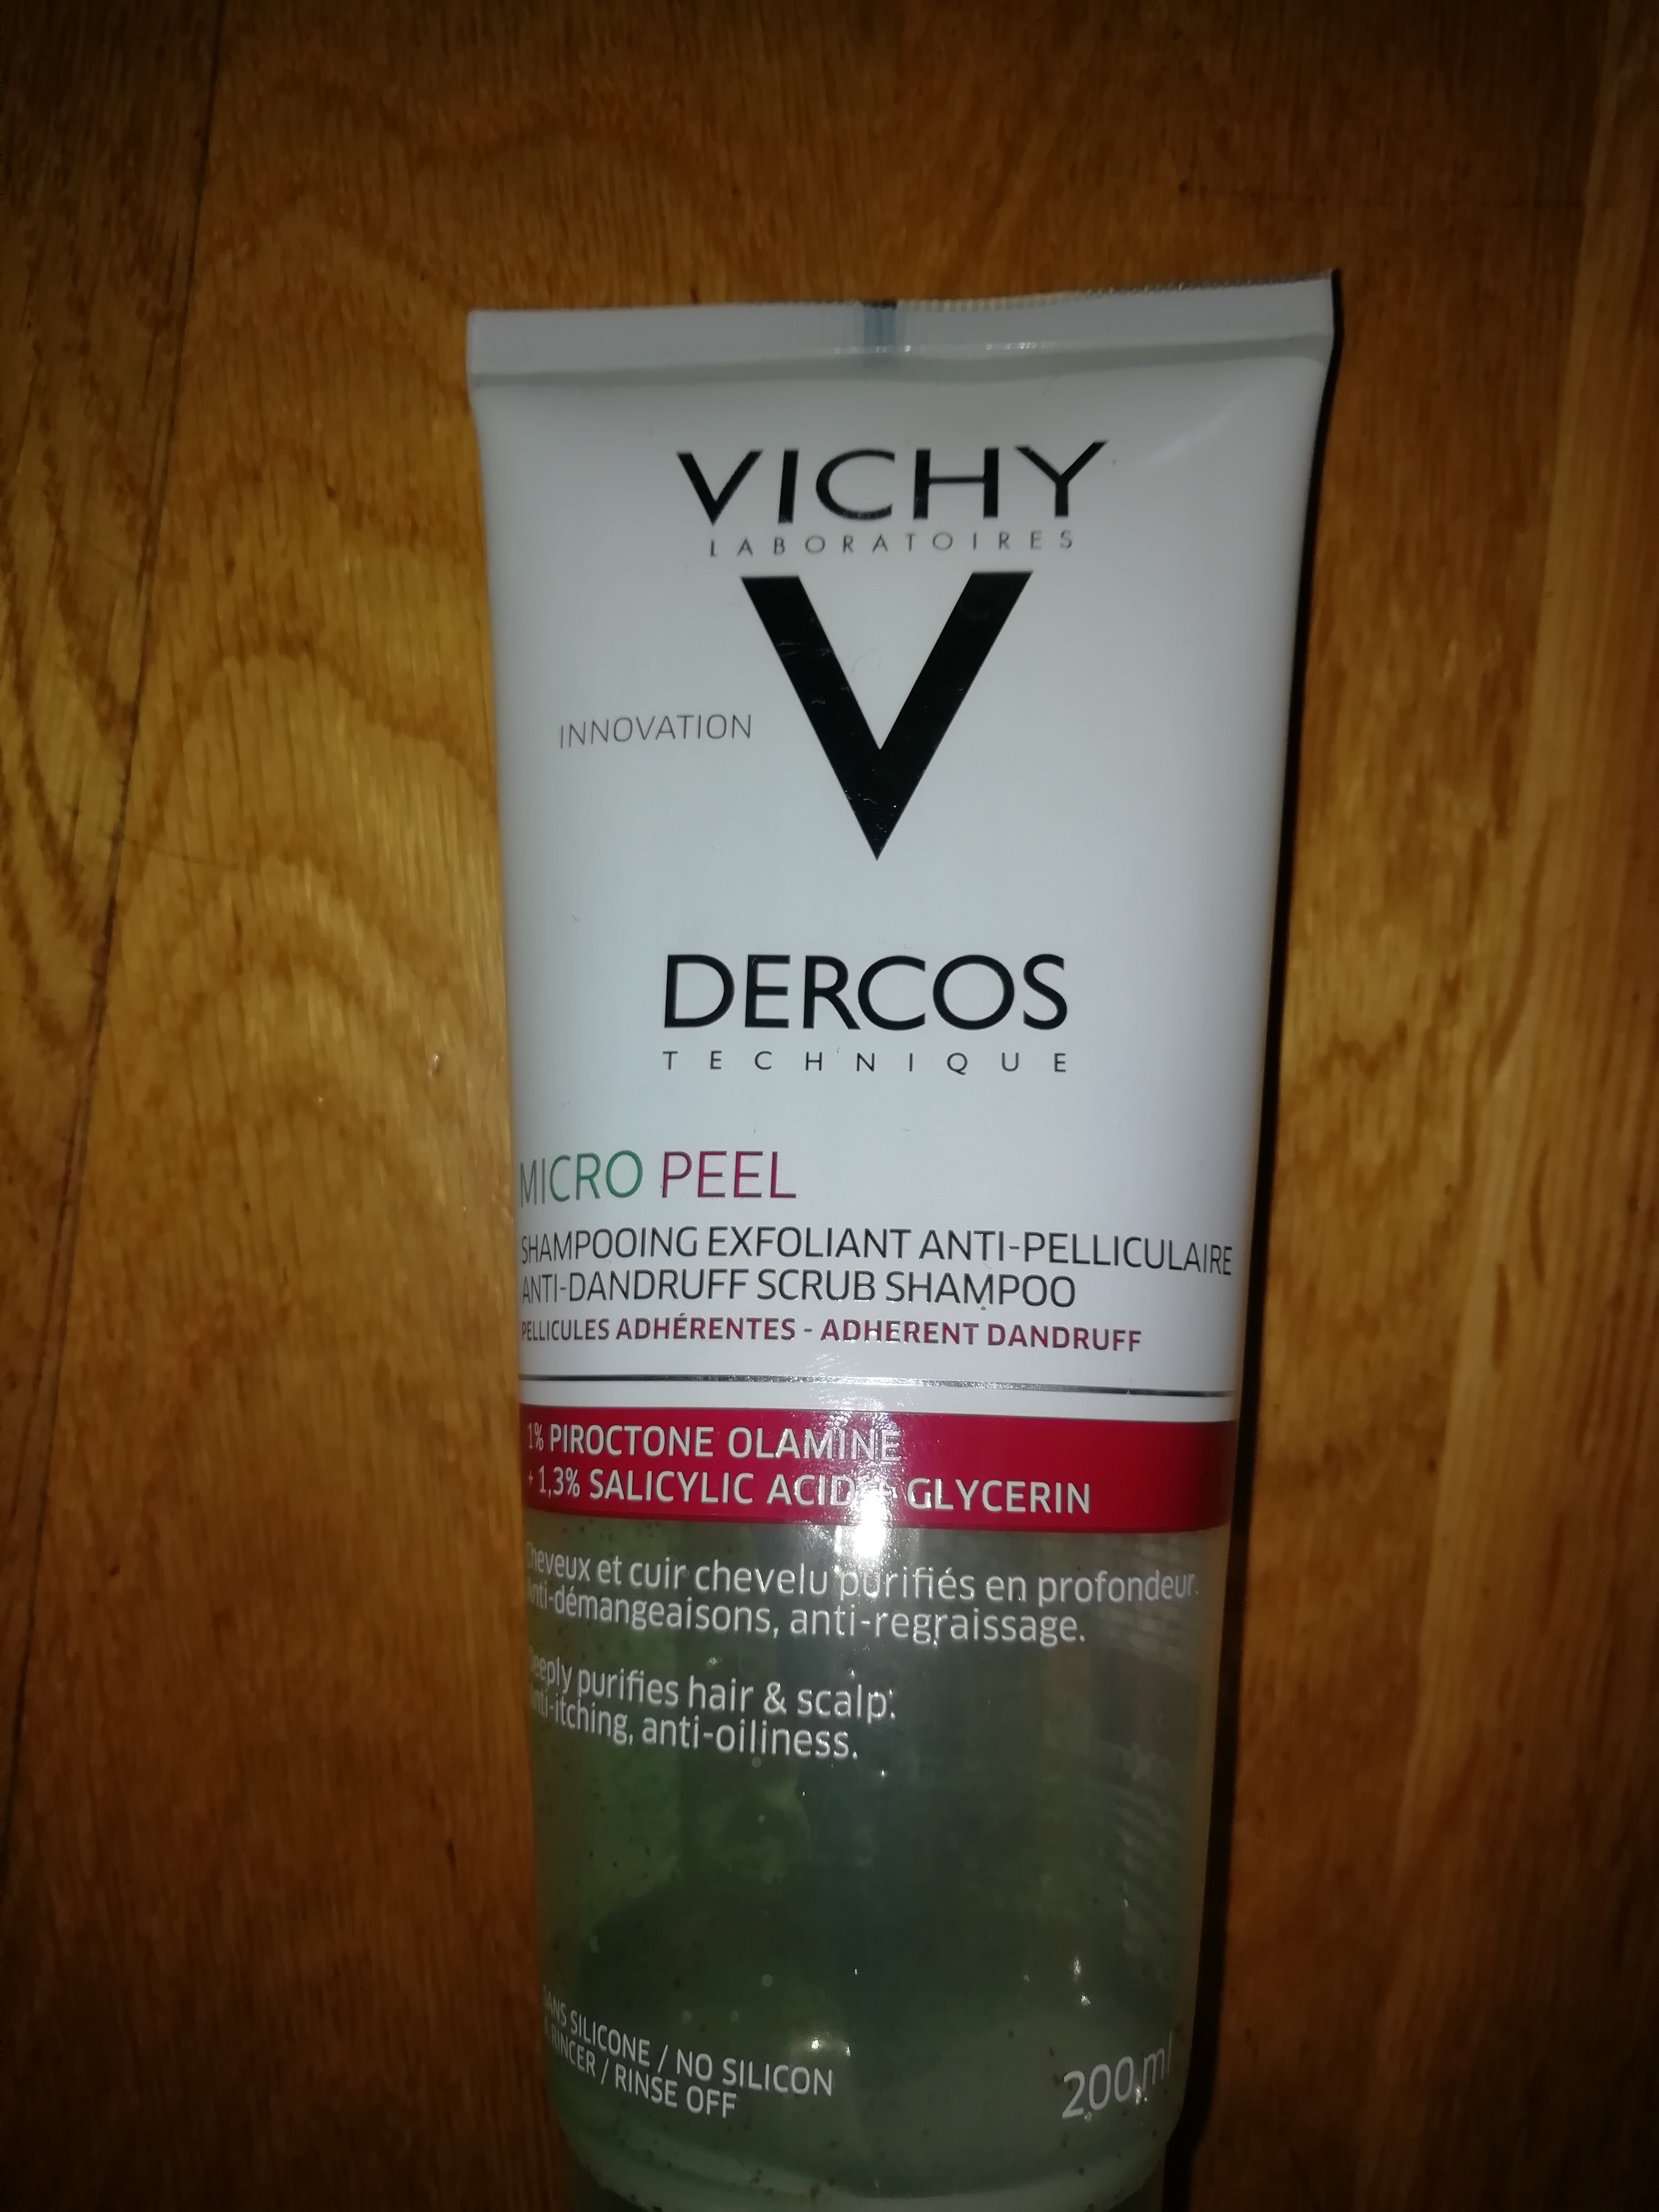 VICHY
LABORATOIRES
V
INNOVATION
DERCOS
TECHNIQUE
MICRO PEEL
SHAMPOOING EXFOLIANT ANTI-PELLICULAIRE
ANTI-DANDRUFF SCRUB SHAMPOO
PELLICULES ADHÉRENTES - ADHERENT DANDRUFF
1% PIROCTONE OLAMINE
+ 1,3% SALICYLIC ACID + GLYCERIN
Cheveux et cuir chevelu purifiés en profondeur.
Anti-démangeaisons, anti-regraissage.
Deeply purifies hair & scalp.
Anti-itching, anti-oiliness.
SANS SILICONE / NO SILICON
À RINCER / RINSE OFF
200 ml